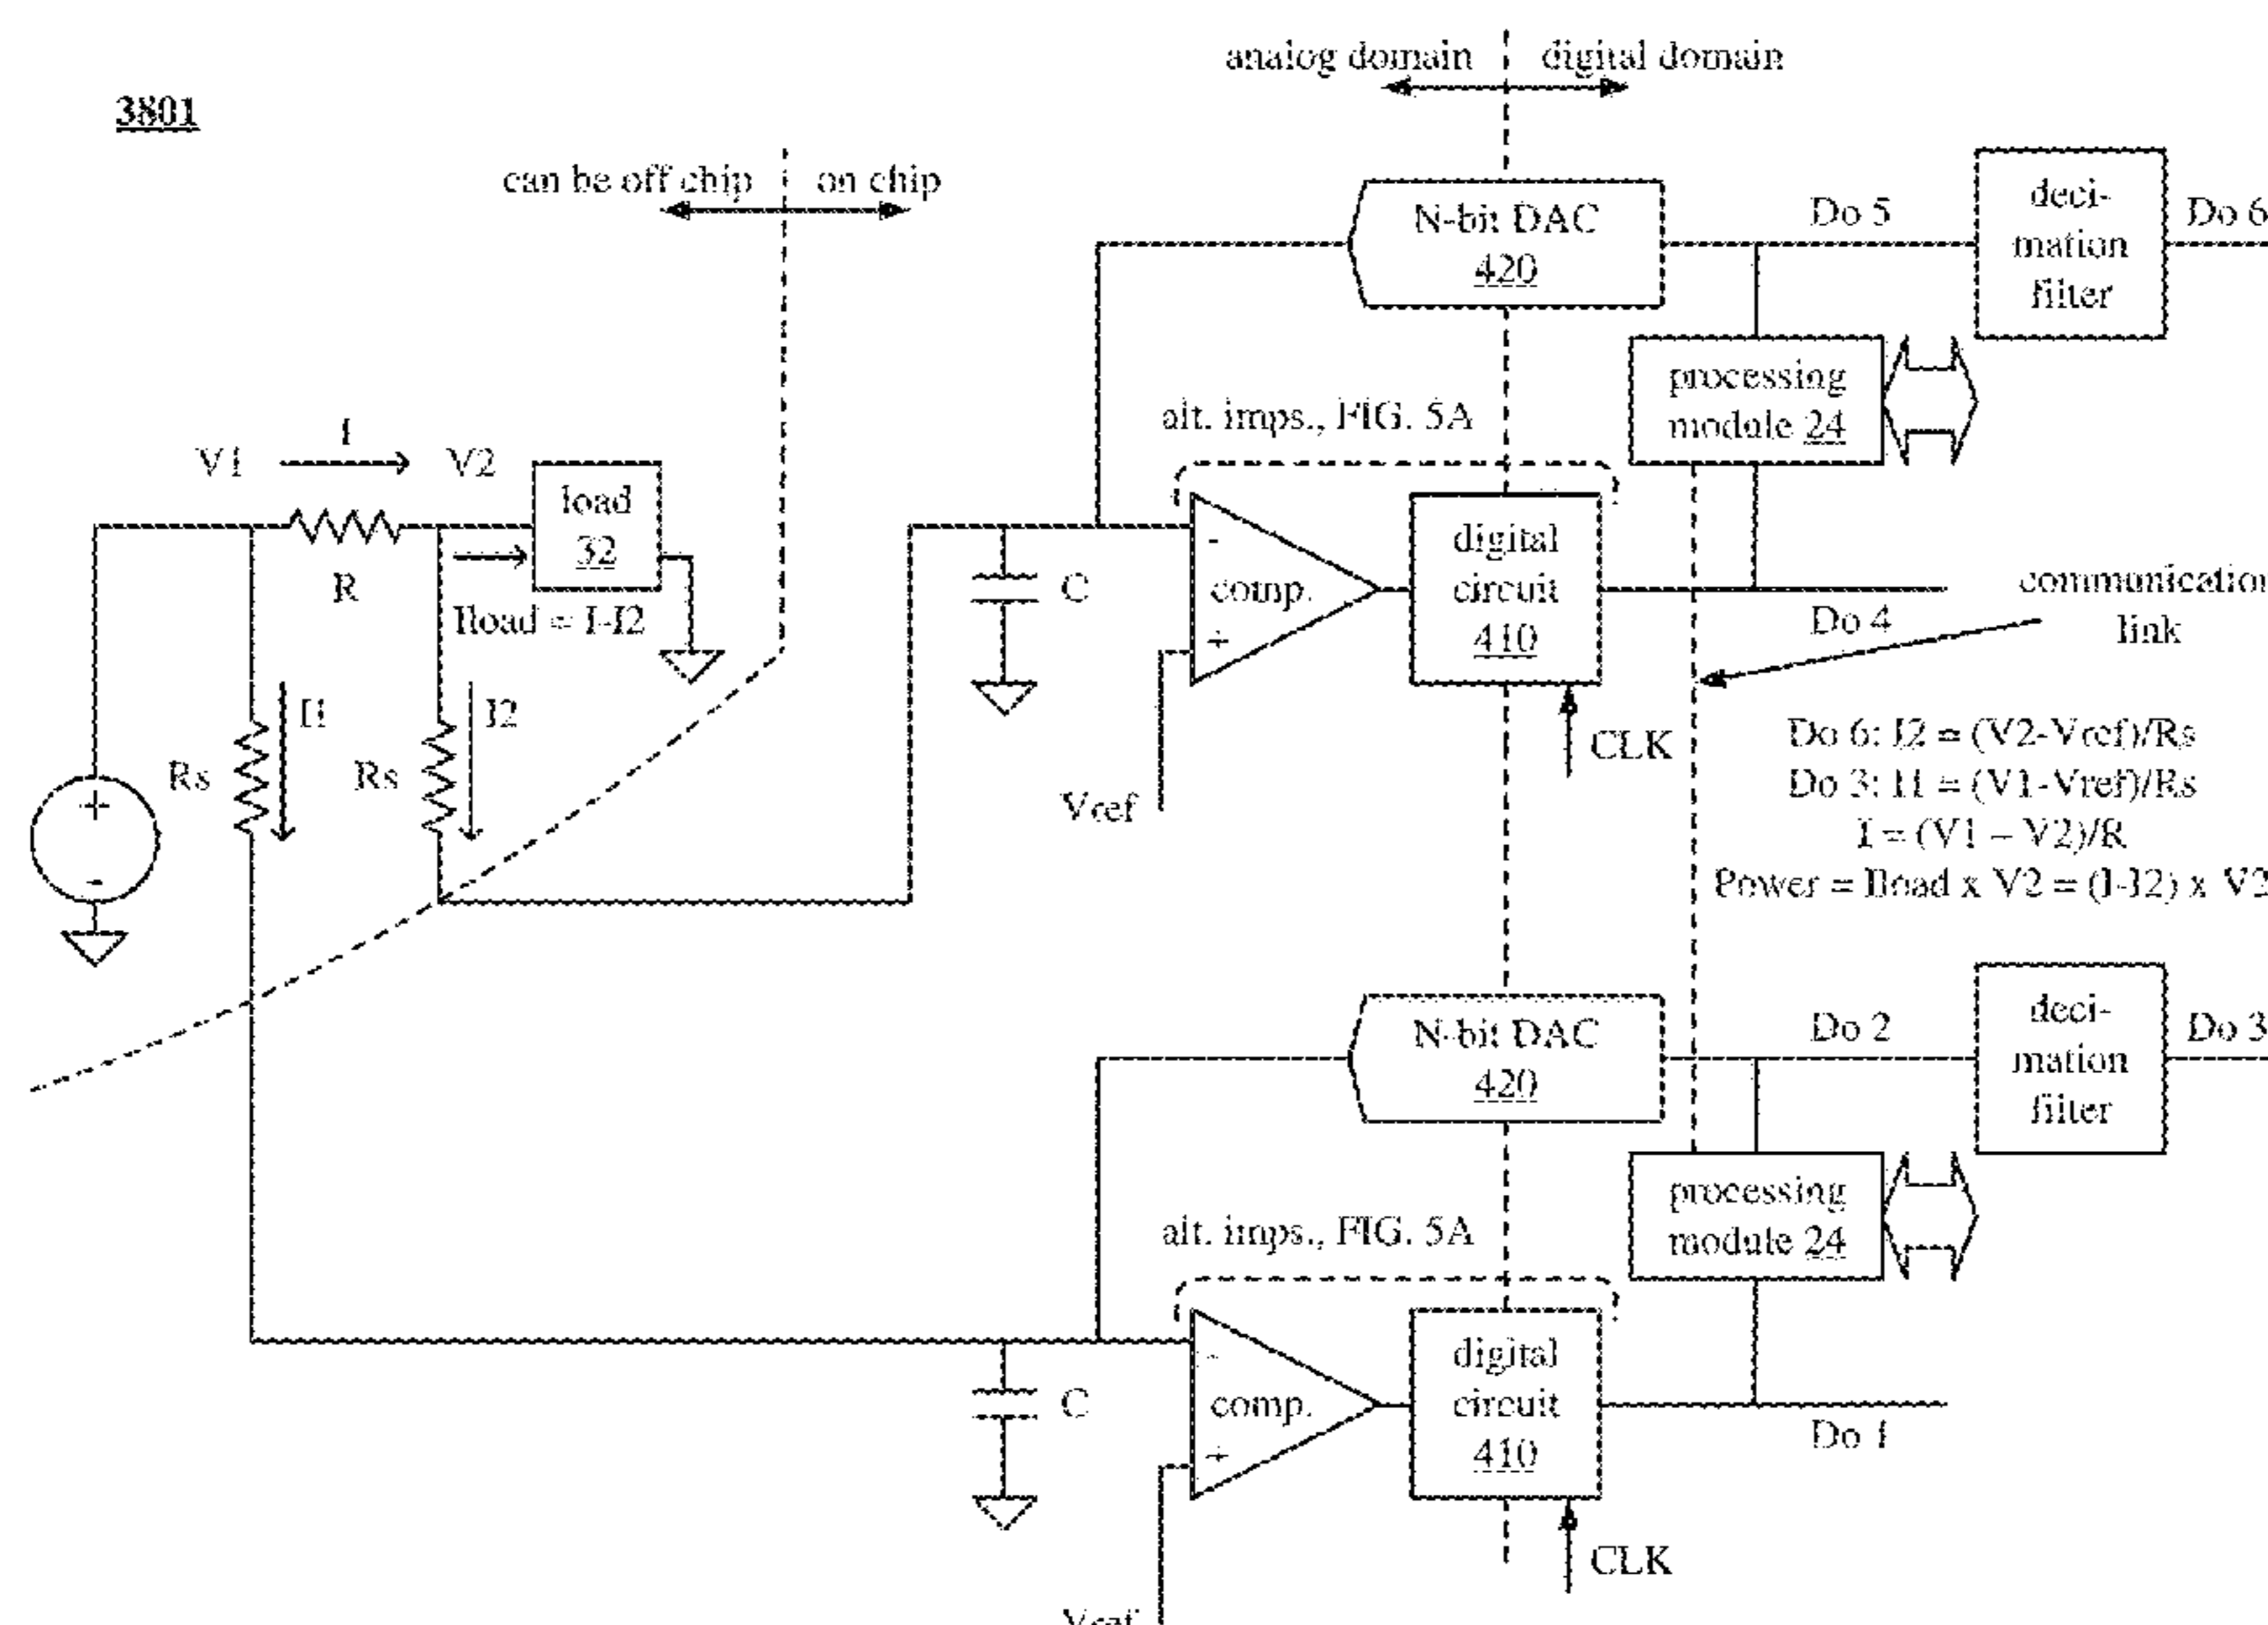 analog domain
digital domain
3801
can be off chip
on chip
N-bit DAC
420
Do 5
deci-
mation
filter
Do 6
processing
module 24
alt. imps., FIG. 5A
I
V1
V2
load
32
R
Iload = I-I2
C
-
comp.
+
digital
circuit
410
Do 4
communication
link
CLK
Vref
I1
I2
Rs
Rs
+
-
Do 6: I2 = (V2-Vref)/Rs
Do 3: I1 = (V1-Vref)/Rs
I = (V1 – V2)/R
Power = Iload x V2 = (I-I2) x V2
N-bit DAC
420
Do 2
deci-
mation
filter
Do 3
processing
module 24
alt. imps., FIG. 5A
C
-
comp.
+
digital
circuit
410
Do 1
CLK
Vref